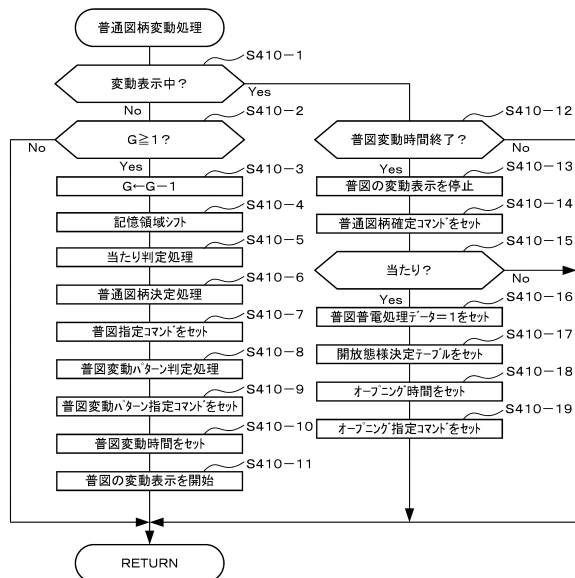 普通図柄変動処理
S410-1
変動表示中？
Yes
No
S410-2
G≧1？
No
Yes
S410-3
G←G-1
S410-4
記憶領域シフト
S410-5
当たり判定処理
S410-6
普通図柄決定処理
S410-7
普図指定コマンドをセット
S410-8
普図変動パターン判定処理
S410-9
普図変動パターン指定コマンドをセット
S410-10
普図変動時間をセット
S410-11
普図の変動表示を開始
S410-12
普図変動時間終了？
No
Yes
S410-13
普図の変動表示を停止
S410-14
普通図柄確定コマンドをセット
S410-15
当たり？
No
Yes
S410-16
普図普電処理データ＝1をセット
S410-17
開放態様決定テーブルをセット
S410-18
オープニング時間をセット
S410-19
オープニング指定コマンドをセット
RETURN